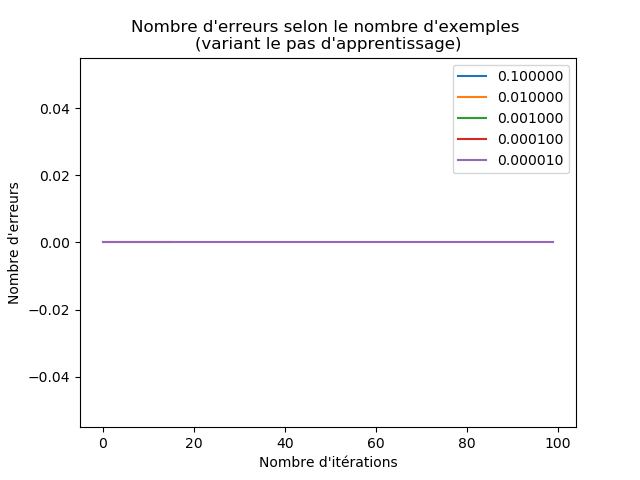 Nombre d'erreurs selon le nombre d'exemples
(variant le pas d'apprentissage)
0.100000
0.010000
0.001000
0.000100
0.000010
Nombre d'erreurs
0.04
0.02
0.00
−0.02
−0.04
0 20 40 60 80 100
Nombre d'itérations